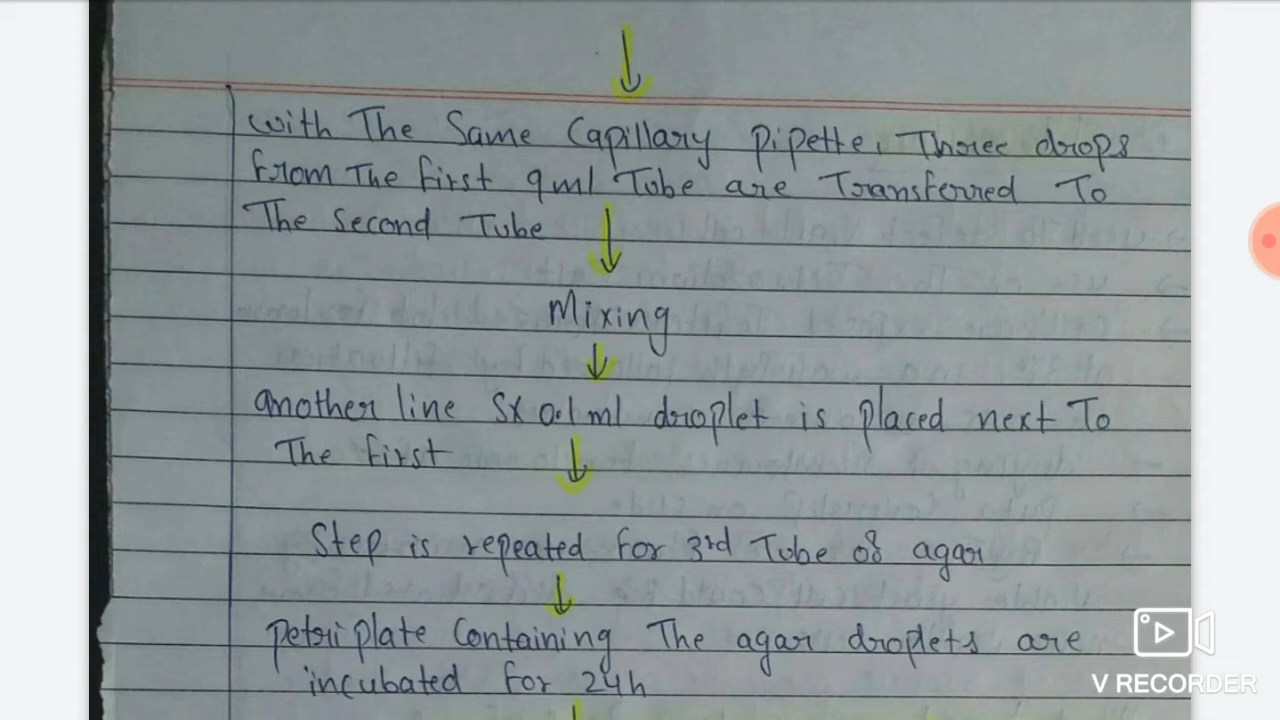 With The Same Capillary Pipette, Three drops
from The first 9ml Tube are Transferred To
The second Tube
Mixing
another line 5x 0.1 ml droplet is placed next To
The first
Step is repeated for 3rd Tube of agar
petri plate Containing The agar droplets are
incubated for 24h
V RECORDER